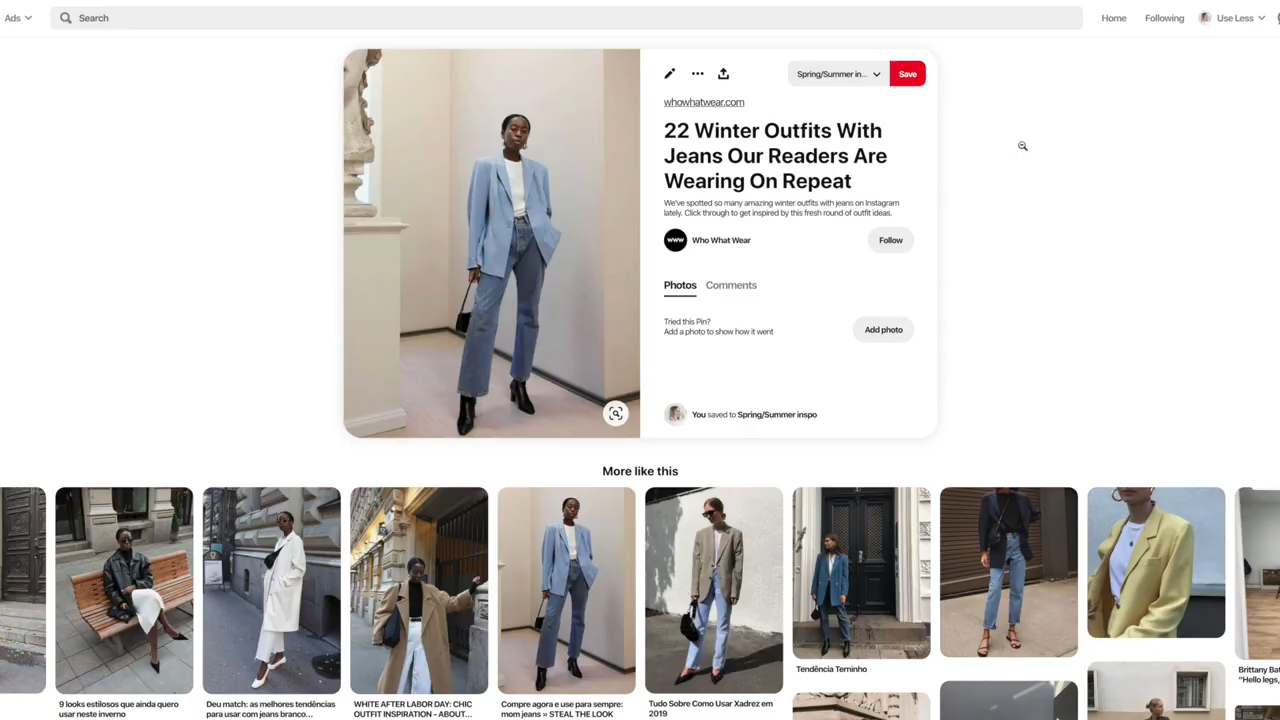 Ads
Search
Home
Following
Use Less
Spring/Summer in...
Save
whowhatwear.com
22 Winter Outfits With
Jeans Our Readers Are
Wearing On Repeat
We've spotted so many amazing winter outfits with jeans on Instagram
lately. Click through to get inspired by this fresh round of outfit ideas.
www
Who What Wear
Follow
Photos
Comments
Tried this Pin?
Add a photo to show how it went
Add photo
You saved to Spring/Summer inspo
More like this
9 looks estilosos que ainda quero
usar neste inverno
Deu match: as melhores tendências
para usar com jeans branco...
WHITE AFTER LABOR DAY: CHIC
OUTFIT INSPIRATION - ABOUT...
Compre agora e use para sempre:
mom jeans » STEAL THE LOOK
Tudo Sobre Como Usar Xadrez em
2019
Tendência Terninho
Brittany Bat
"Hello legs,